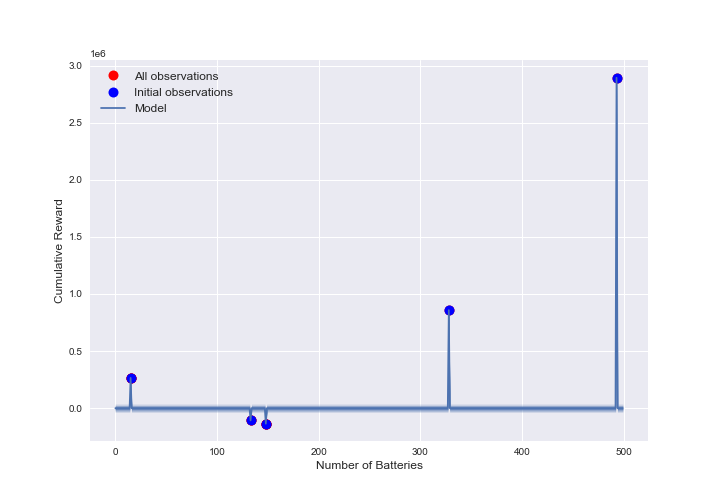 1e6
3.0
2.5
2.0
1.5
1.0
0.5
0.0
Cumulative Reward
All observations
Initial observations
Model
0 100 200 300 400 500
Number of Batteries